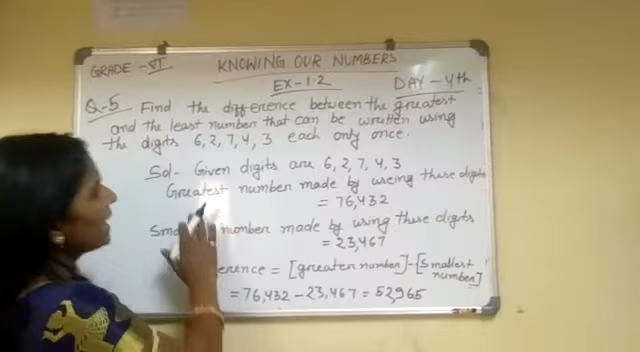 GRADE - VI
KNOWING OUR NUMBERS
EX-1.2
DAY - 4th
Q-5 Find the difference between the greatest
and the least number that can be written using
the digits 6, 2, 7, 4, 3 each only once.
Sol- Given digits are 6, 2, 7, 4, 3
Greatest number made by useing these digits
= 76,432
number made by using these digits
= 23,467
= [greater number] - [smallest
number]
= 76,432 - 23,467 = 52,965